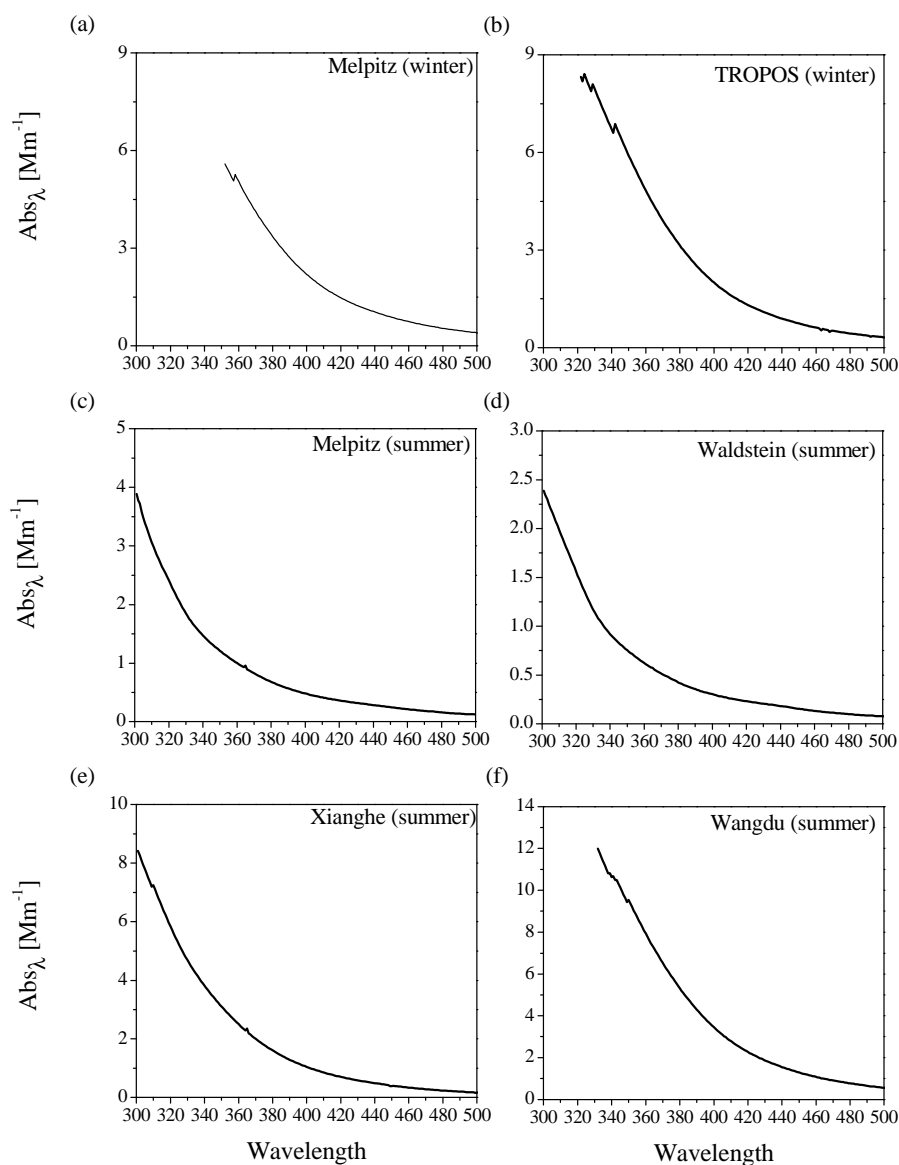 (a)
Melpitz (winter)
9
6
3
0
300 320 340 360 380 400 420 440 460 480 500
Abs_λ [Mm⁻¹]
(b)
TROPOS (winter)
9
6
3
0
300 320 340 360 380 400 420 440 460 480 500
(c)
Melpitz (summer)
5
4
3
2
1
0
300 320 340 360 380 400 420 440 460 480 500
Abs_λ [Mm⁻¹]
(d)
Waldstein (summer)
3.0
2.5
2.0
1.5
1.0
0.5
0.0
300 320 340 360 380 400 420 440 460 480 500
(e)
Xianghe (summer)
10
8
6
4
2
0
300 320 340 360 380 400 420 440 460 480 500
Abs_λ [Mm⁻¹]
Wavelength
(f)
Wangdu (summer)
14
12
10
8
6
4
2
0
300 320 340 360 380 400 420 440 460 480 500
Wavelength